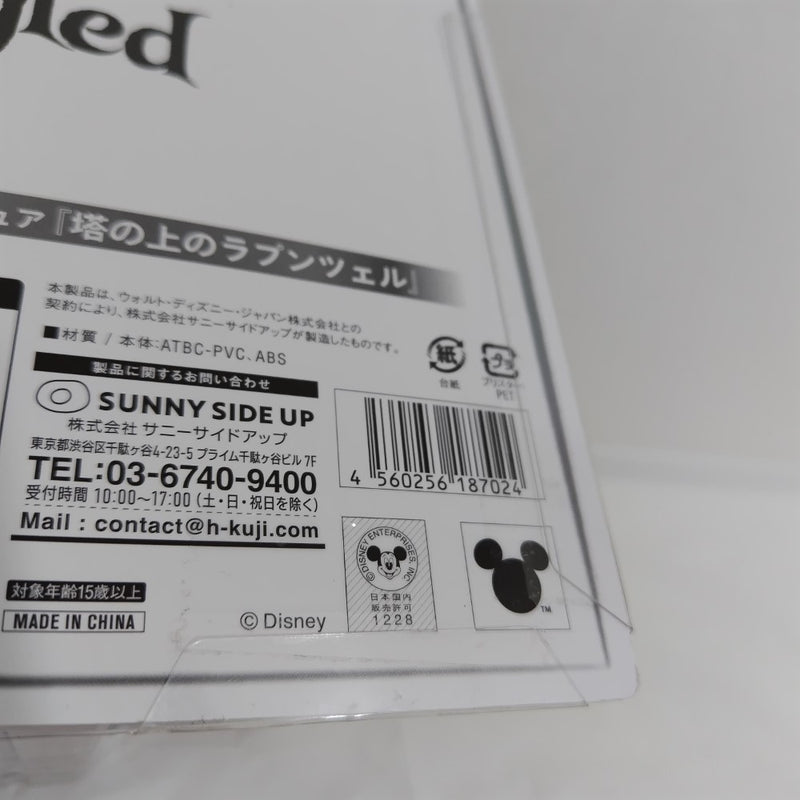 gled
ュア『塔の上のラプンツェル』
本製品は、ウォルト・ディズニー・ジャパン株式会社との
契約により、株式会社サニーサイドアップが製造したものです。
■材質 / 本体:ATBC-PVC、ABS
製品に関するお問い合わせ
SUNNY SIDE UP
株式会社 サニーサイドアップ
東京都渋谷区千駄ヶ谷4-23-5 プライム千駄ヶ谷ビル 7F
TEL:03-6740-9400
受付時間 10:00〜17:00 (土・日・祝日を除く)
Mail : contact@h-kuji.com
対象年齢15歳以上
MADE IN CHINA
© Disney
紙
台紙
プラ
ブリスター
PET
4 560256 187024
© DISNEY ENTERPRISES, INC
日本国内
販売許可
1228
TM